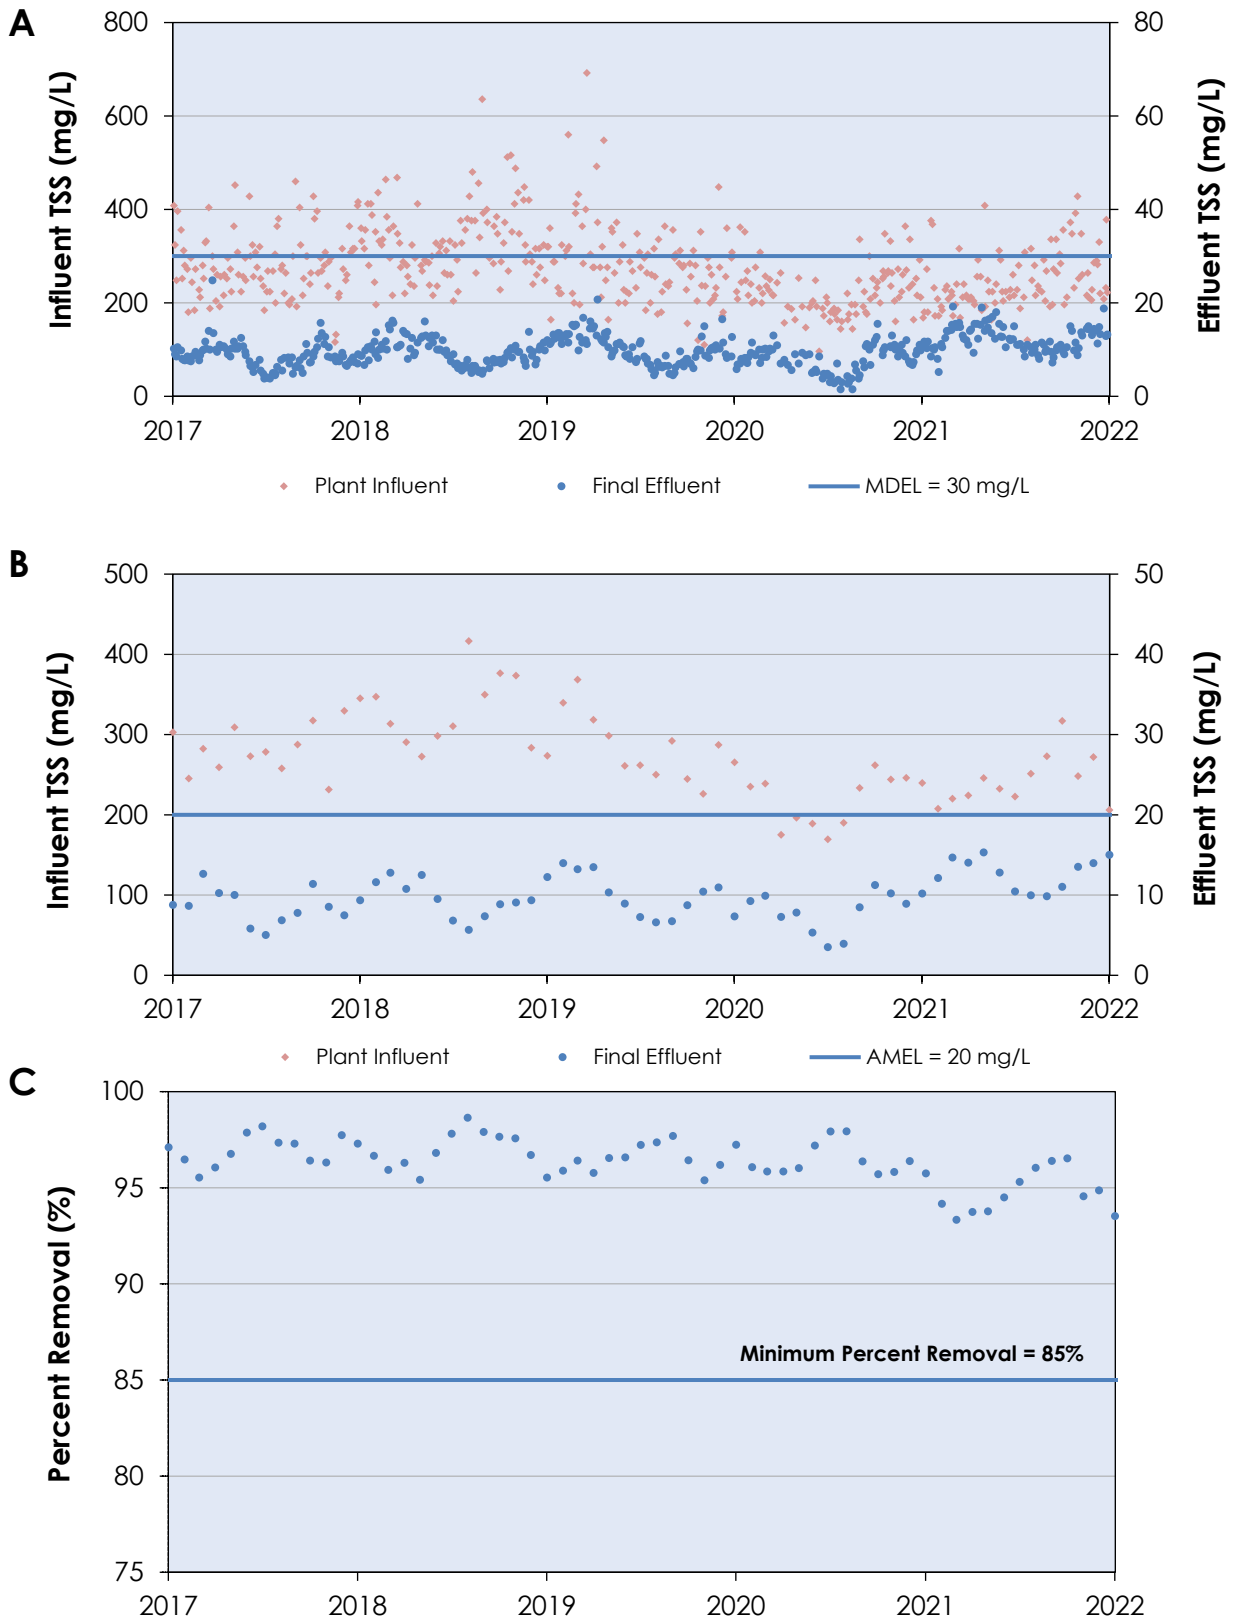 A
800
600
400
200
0
Influent TSS (mg/L)
80
60
40
20
0
Effluent TSS (mg/L)
2017 2018 2019 2020 2021 2022
Plant Influent Final Effluent MDEL = 30 mg/L
B
500
400
300
200
100
0
Influent TSS (mg/L)
50
40
30
20
10
0
Effluent TSS (mg/L)
2017 2018 2019 2020 2021 2022
Plant Influent Final Effluent AMEL = 20 mg/L
C
100
95
90
85
80
75
Percent Removal (%)
Minimum Percent Removal = 85%
2017 2018 2019 2020 2021 2022